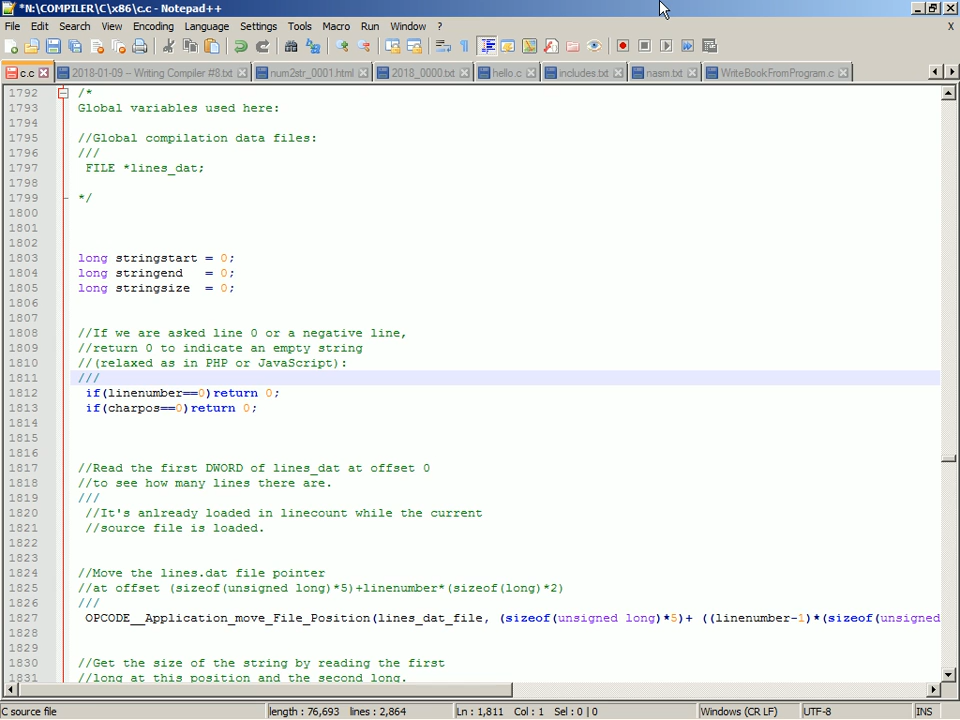 *N:\COMPILER\C\x86\c.c - Notepad++
File Edit Search View Encoding Language Settings Tools Macro Run Window ? X
c.c 2018-01-09 – Writing Compiler #8.txt num2str_0001.html 2018_0000.txt hello.c includes.txt nasm.txt WriteBookFromProgram.c
1792 /*
1793 Global variables used here:
1794
1795 //Global compilation data files:
1796 ///
1797 FILE *lines_dat;
1798
1799 */
1800
1801
1802
1803 long stringstart = 0;
1804 long stringend   = 0;
1805 long stringsize  = 0;
1806
1807
1808 //If we are asked line 0 or a negative line,
1809 //return 0 to indicate an empty string
1810 //(relaxed as in PHP or JavaScript):
1811 ///
1812 if(linenumber==0)return 0;
1813 if(charpos==0)return 0;
1814
1815
1816
1817 //Read the first DWORD of lines_dat at offset 0
1818 //to see how many lines there are.
1819 ///
1820 //It's anlready loaded in linecount while the current
1821 //source file is loaded.
1822
1823
1824 //Move the lines.dat file pointer
1825 //at offset (sizeof(unsigned long)*5)+linenumber*(sizeof(long)*2)
1826 ///
1827 OPCODE__Application_move_File_Position(lines_dat_file, (sizeof(unsigned long)*5)+ ((linenumber-1)*(sizeof(unsigned
1828
1829
1830 //Get the size of the string by reading the first
1831 //long at this position and the second long.
C source file length : 76,693 lines : 2,864 Ln : 1,811 Col : 1 Sel : 0 | 0 Windows (CR LF) UTF-8 INS